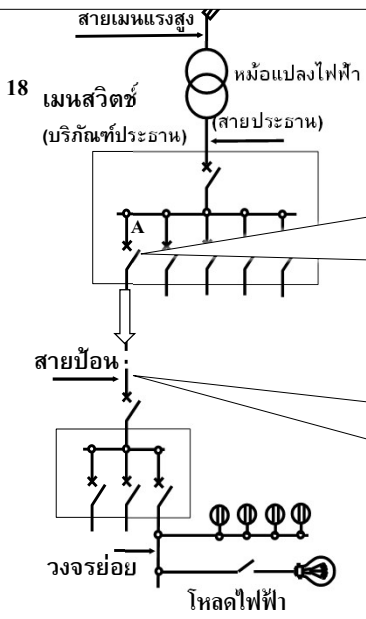 สายเมนแรงสูง
หม้อแปลงไฟฟ้า
18
เมนสวิตช์
(บริภัณฑ์ประธาน)
(สายประธาน)
A
สายป้อน
วงจรย่อย
โหลดไฟฟ้า